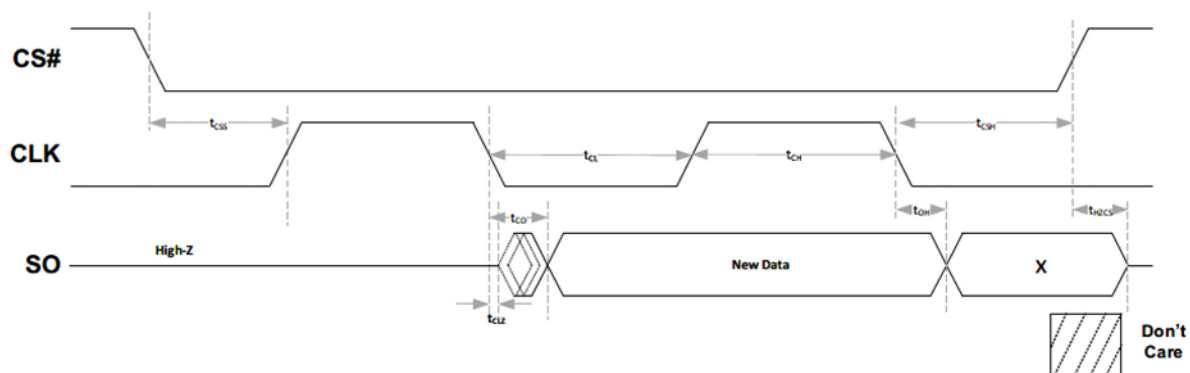 CS#
tCSS
tCSH
CLK
tCL
tCH
tCO
tOH
tHZCS
High-Z
SO
New Data
X
tCLZ
Don't
Care